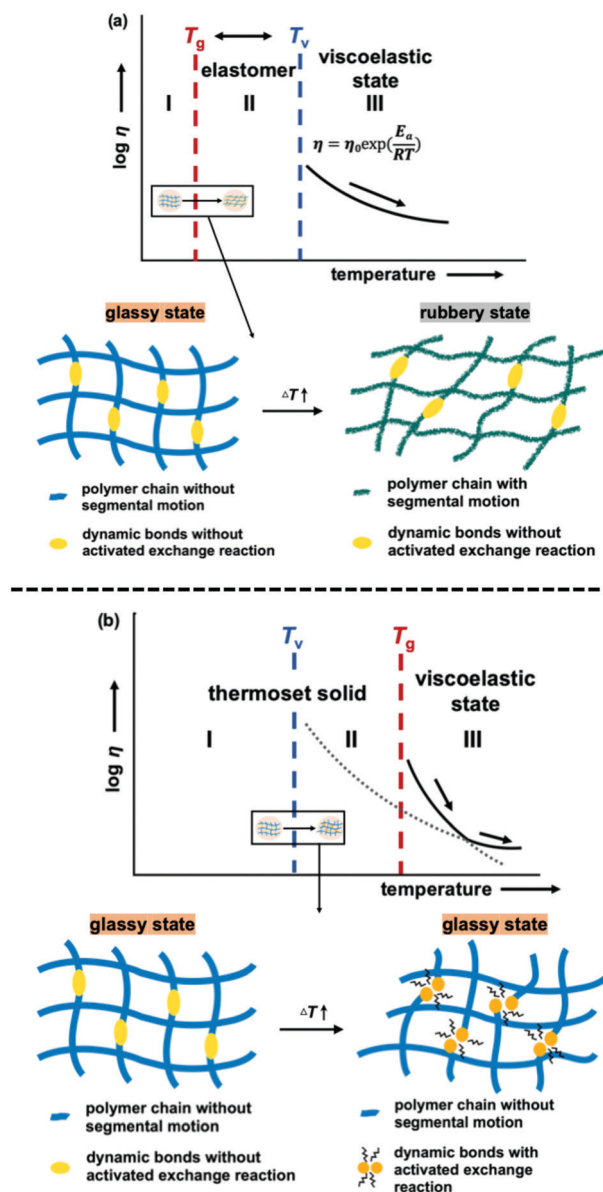 (a)
Tg Tv
elastomer viscoelastic
state
I II III
η = η₀exp(Ea/RT)
log η
temperature
glassy state rubbery state
△T↑
polymer chain without
segmental motion
polymer chain with
segmental motion
dynamic bonds without
activated exchange reaction
dynamic bonds without
activated exchange reaction
(b)
Tv Tg
thermoset solid viscoelastic
state
I II III
log η
temperature
glassy state glassy state
△T↑
polymer chain without
segmental motion
polymer chain without
segmental motion
dynamic bonds without
activated exchange reaction
dynamic bonds with
activated exchange
reaction